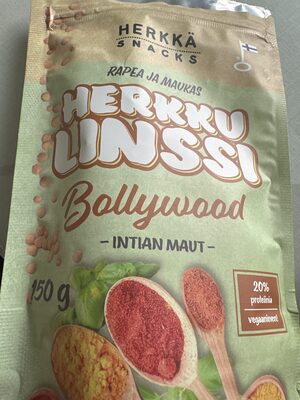 HERKKÄ
SNACKS
RAPEA JA MAUKAS
HERKKU
LINSSI
Bollywood
- INTIAN MAUT -
150 g
20%
proteiinia
vegaaninen!